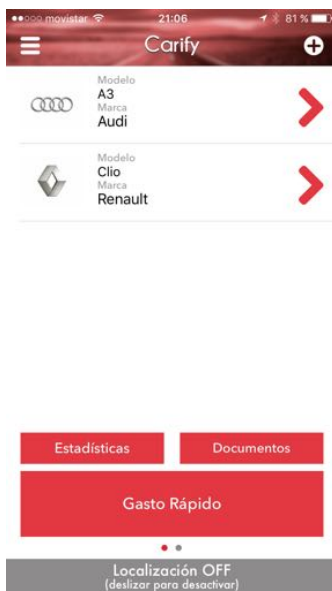 movistar 21:06 81 %
Carify
Modelo
A3
Marca
Audi
Modelo
Clio
Marca
Renault
Estadísticas Documentos
Gasto Rápido
Localización OFF
(deslizar para desactivar)